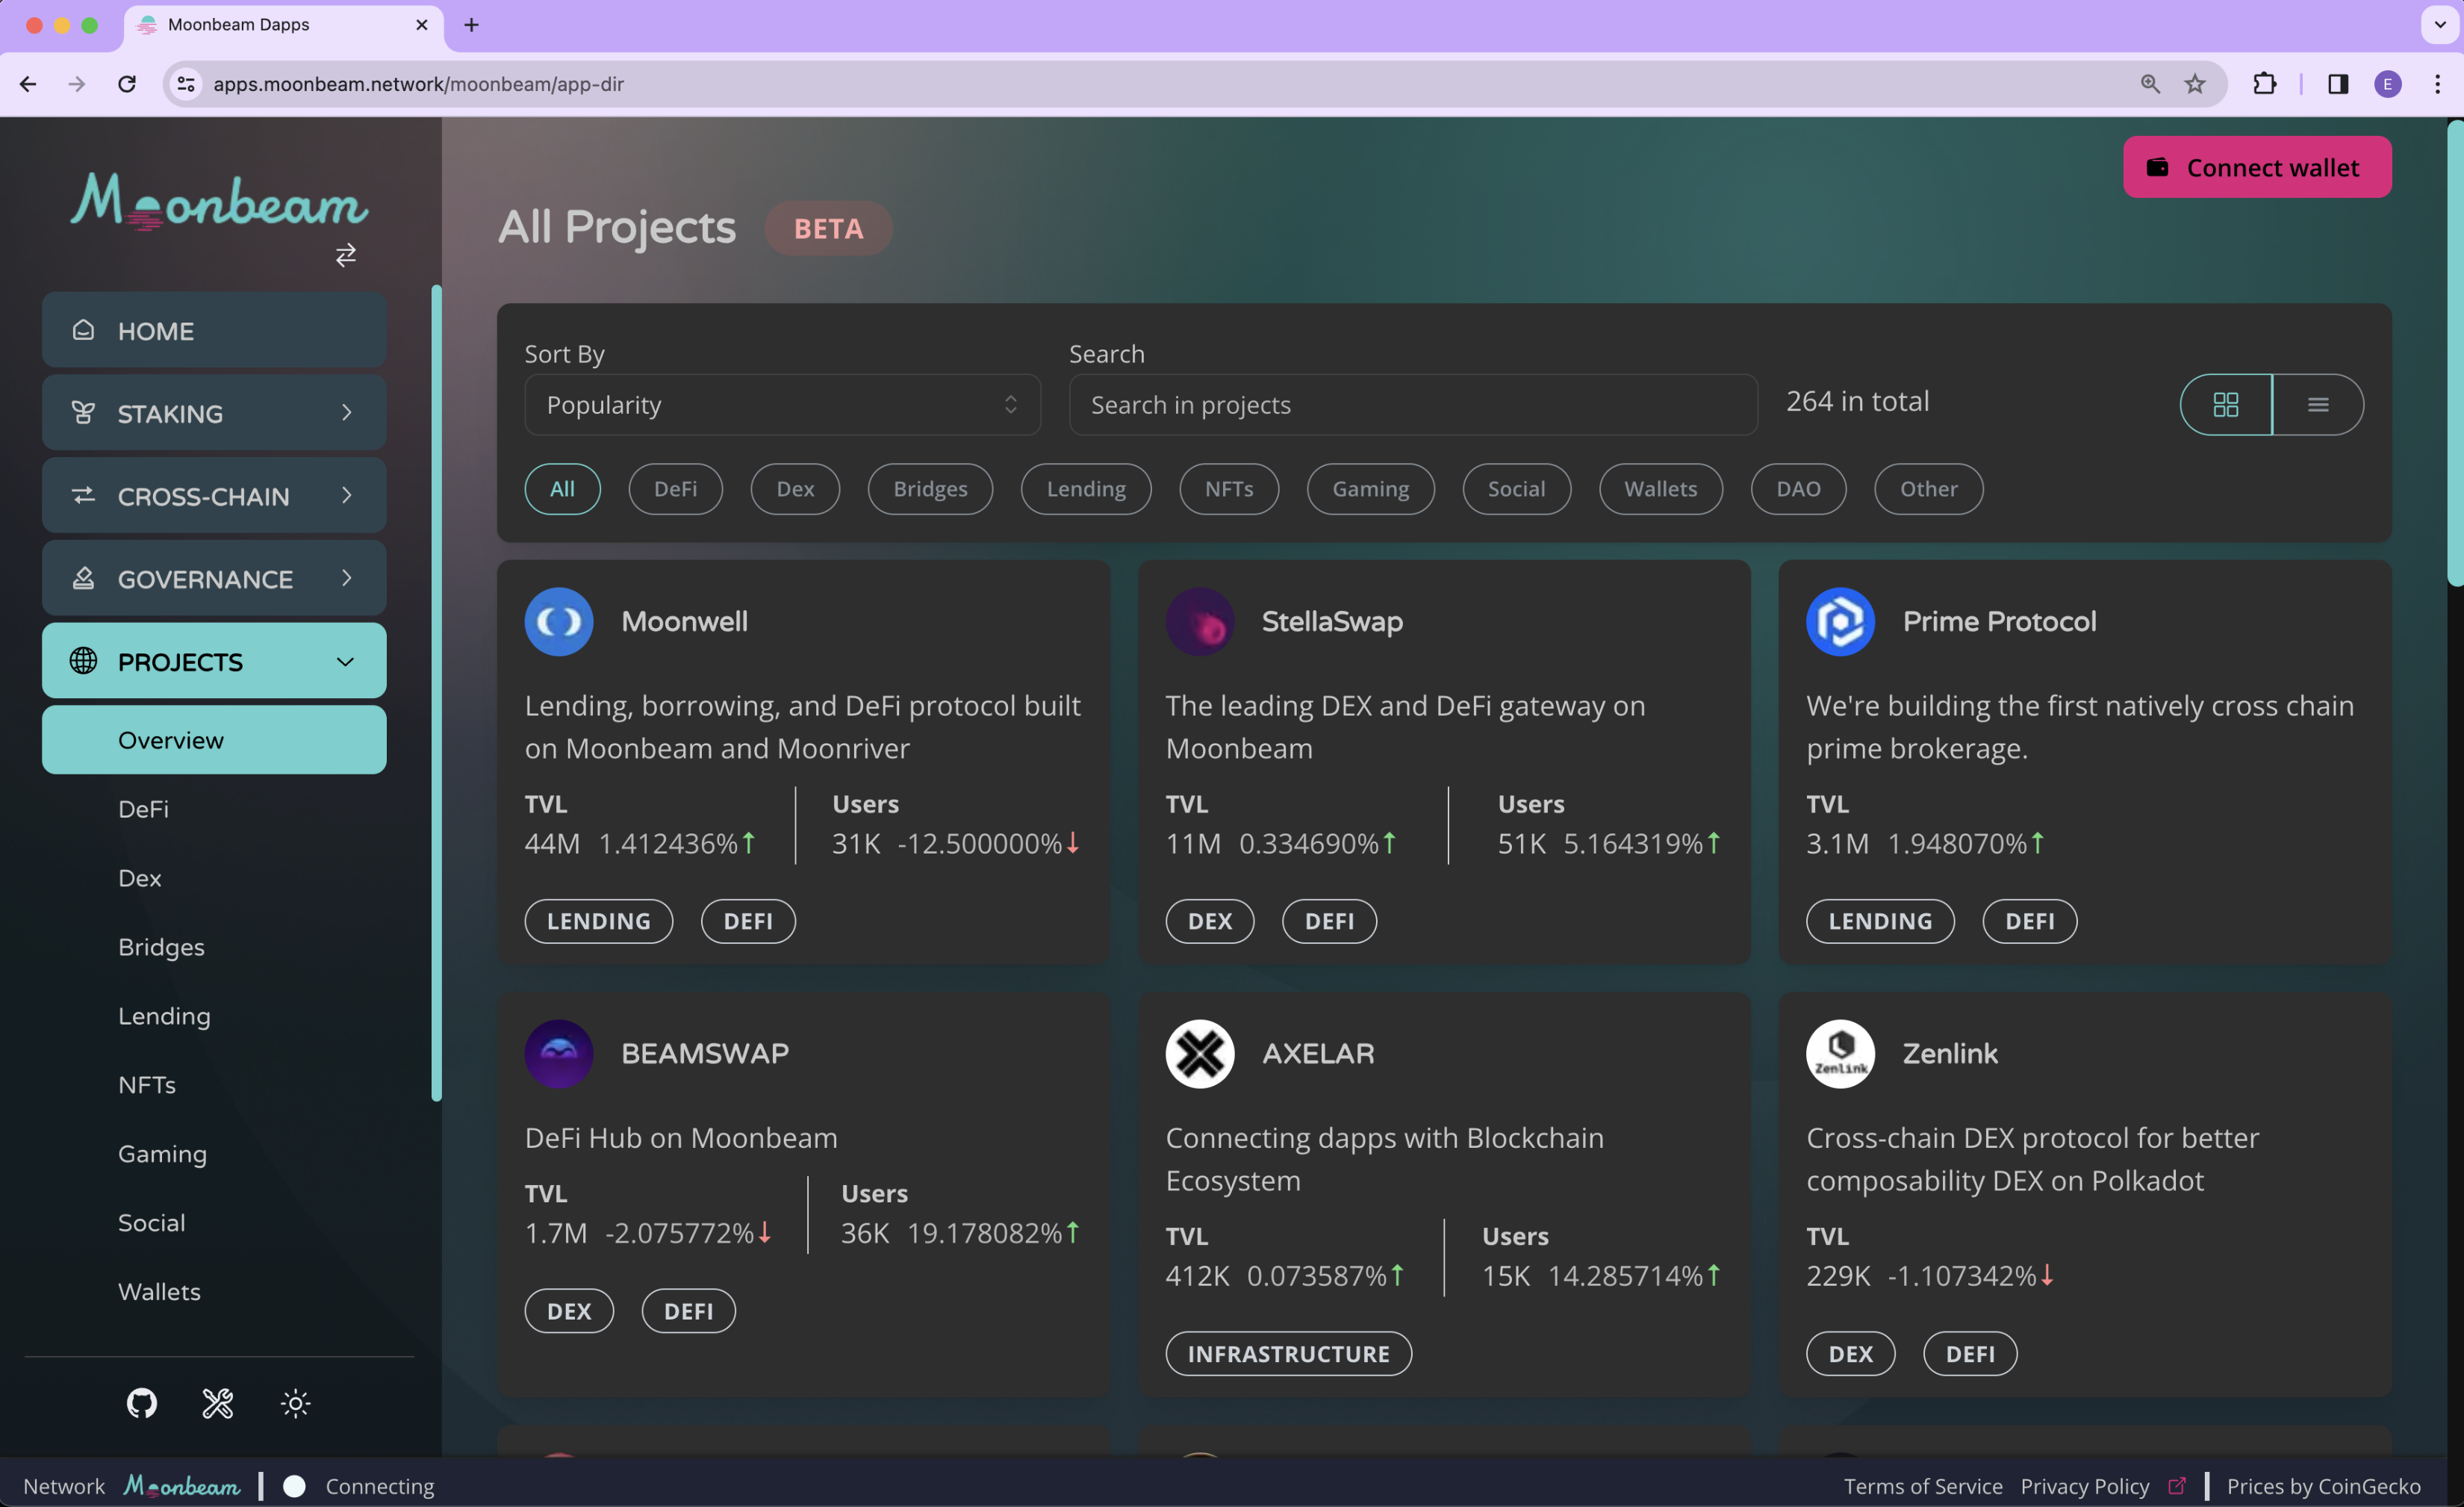 Moonbeam Dapps
apps.moonbeam.network/moonbeam/app-dir
E
Moonbeam
HOME
STAKING
CROSS-CHAIN
GOVERNANCE
PROJECTS
Overview
DeFi
Dex
Bridges
Lending
NFTs
Gaming
Social
Wallets
Connect wallet
All Projects BETA
Sort By Search
Popularity Search in projects 264 in total
All DeFi Dex Bridges Lending NFTs Gaming Social Wallets DAO Other
Moonwell
Lending, borrowing, and DeFi protocol built
on Moonbeam and Moonriver
TVL Users
44M 1.412436% 31K -12.500000%
LENDING DEFI
StellaSwap
The leading DEX and DeFi gateway on
Moonbeam
TVL Users
11M 0.334690% 51K 5.164319%
DEX DEFI
Prime Protocol
We're building the first natively cross chain
prime brokerage.
TVL
3.1M 1.948070%
LENDING DEFI
BEAMSWAP
DeFi Hub on Moonbeam
TVL Users
1.7M -2.075772% 36K 19.178082%
DEX DEFI
AXELAR
Connecting dapps with Blockchain
Ecosystem
TVL Users
412K 0.073587% 15K 14.285714%
INFRASTRUCTURE
Zenlink
Zenlink
Cross-chain DEX protocol for better
composability DEX on Polkadot
TVL
229K -1.107342%
DEX DEFI
Network Moonbeam Connecting
Terms of Service Privacy Policy Prices by CoinGecko